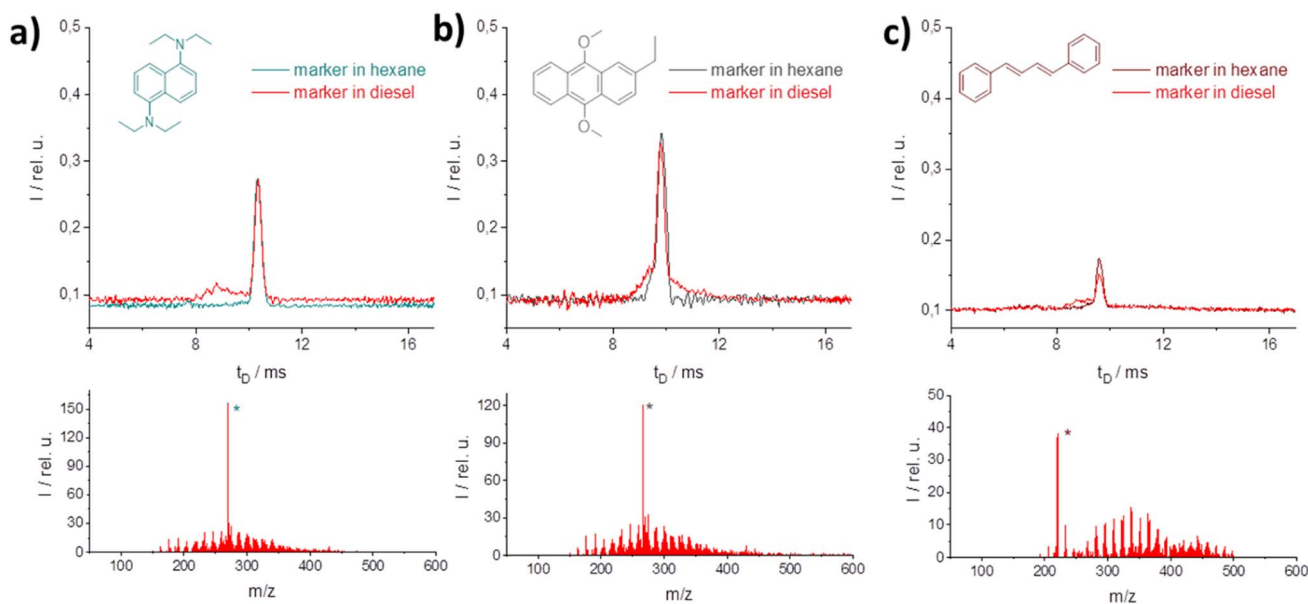 a)
0,5
0,4
0,3
0,2
0,1
I / rel. u.
N
N
marker in hexane
marker in diesel
4
8
12
16
t_D / ms
150
120
90
60
30
0
I / rel. u.
*
100
200
300
400
500
600
m/z
b)
0,5
0,4
0,3
0,2
0,1
I / rel. u.
O
O
marker in hexane
marker in diesel
4
8
12
16
t_D / ms
120
90
60
30
0
I / rel. u.
*
100
200
300
400
500
600
m/z
c)
0,5
0,4
0,3
0,2
0,1
I / rel. u.
marker in hexane
marker in diesel
4
8
12
16
t_D / ms
50
40
30
20
10
0
I / rel. u.
*
100
200
300
400
500
600
m/z